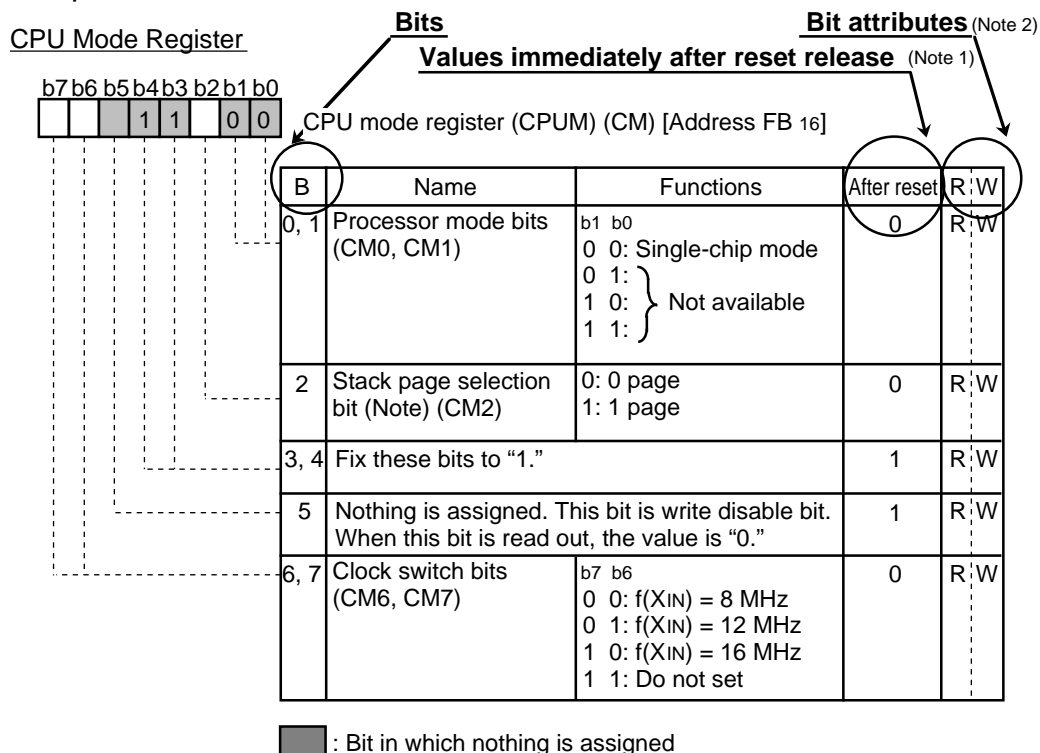 Bits
Bit attributes (Note 2)
CPU Mode Register
Values immediately after reset release (Note 1)
b7 b6 b5 b4 b3 b2 b1 b0
1 1 0 0
CPU mode register (CPUM) (CM) [Address FB 16]
B Name Functions After reset R W
0, 1 Processor mode bits b1 b0 0 R W
(CM0, CM1) 0 0: Single-chip mode
0 1:
1 0: Not available
1 1:
2 Stack page selection 0: 0 page 0 R W
bit (Note) (CM2) 1: 1 page
3, 4 Fix these bits to “1.” 1 R W
5 Nothing is assigned. This bit is write disable bit. 1 R W
When this bit is read out, the value is “0.”
6, 7 Clock switch bits b7 b6 0 R W
(CM6, CM7) 0 0: f(XIN) = 8 MHz
0 1: f(XIN) = 12 MHz
1 0: f(XIN) = 16 MHz
1 1: Do not set
: Bit in which nothing is assigned